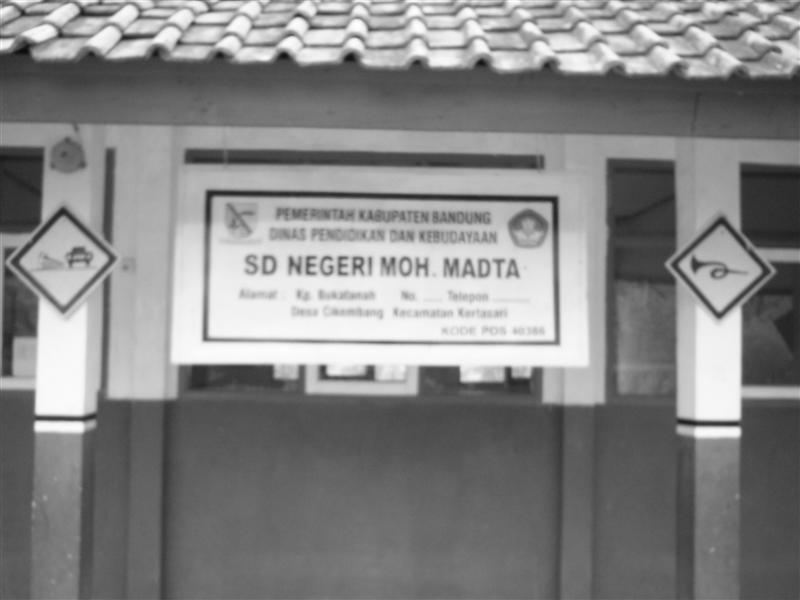 PEMERINTAH KABUPATEN BANDUNG
DINAS PENDIDIKAN DAN KEBUDAYAAN
SD NEGERI MOH. MADTA
Alamat : Kp. Bukatanah No. ..... Telepon ...........
Desa Cikembang Kecamatan Kertasari
KODE POS 40386